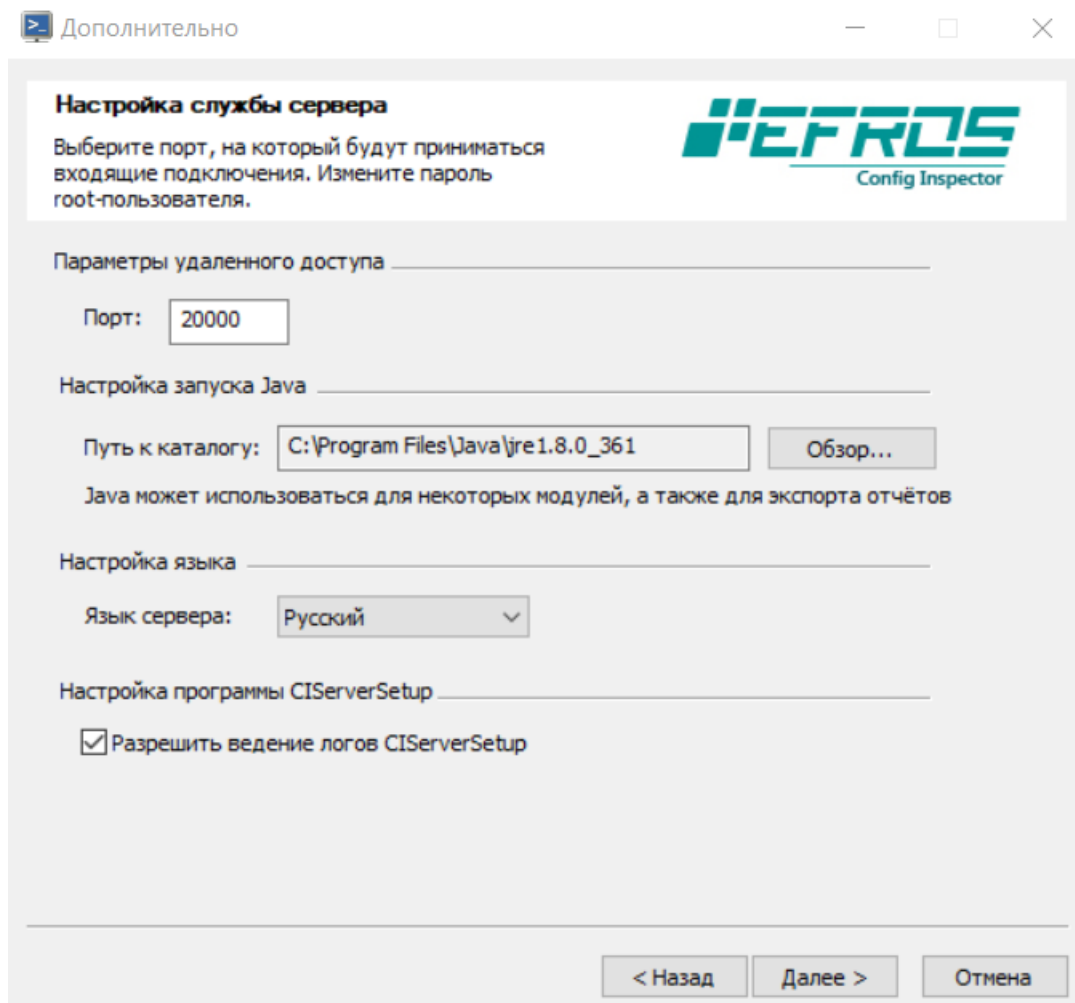 Дополнительно
Настройка службы сервера
Выберите порт, на который будут приниматься
входящие подключения. Измените пароль
root-пользователя.
EFROS
Config Inspector
Параметры удаленного доступа
Порт: 20000
Настройка запуска Java
Путь к каталогу: C:\Program Files\Java\jre1.8.0_361 Обзор...
Java может использоваться для некоторых модулей, а также для экспорта отчётов
Настройка языка
Язык сервера: Русский
Настройка программы CIServerSetup
Разрешить ведение логов CIServerSetup
< Назад Далее > Отмена